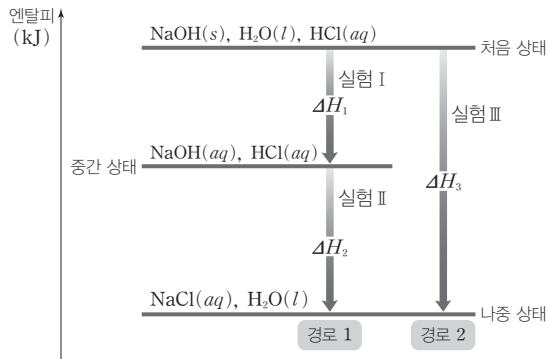 엔탈피
(kJ)
NaOH(s), H₂O(l), HCl(aq)
처음 상태
실험 Ⅰ
ΔH₁
실험 Ⅲ
NaOH(aq), HCl(aq)
중간 상태
실험 Ⅱ
ΔH₃
ΔH₂
NaCl(aq), H₂O(l)
나중 상태
경로 1
경로 2